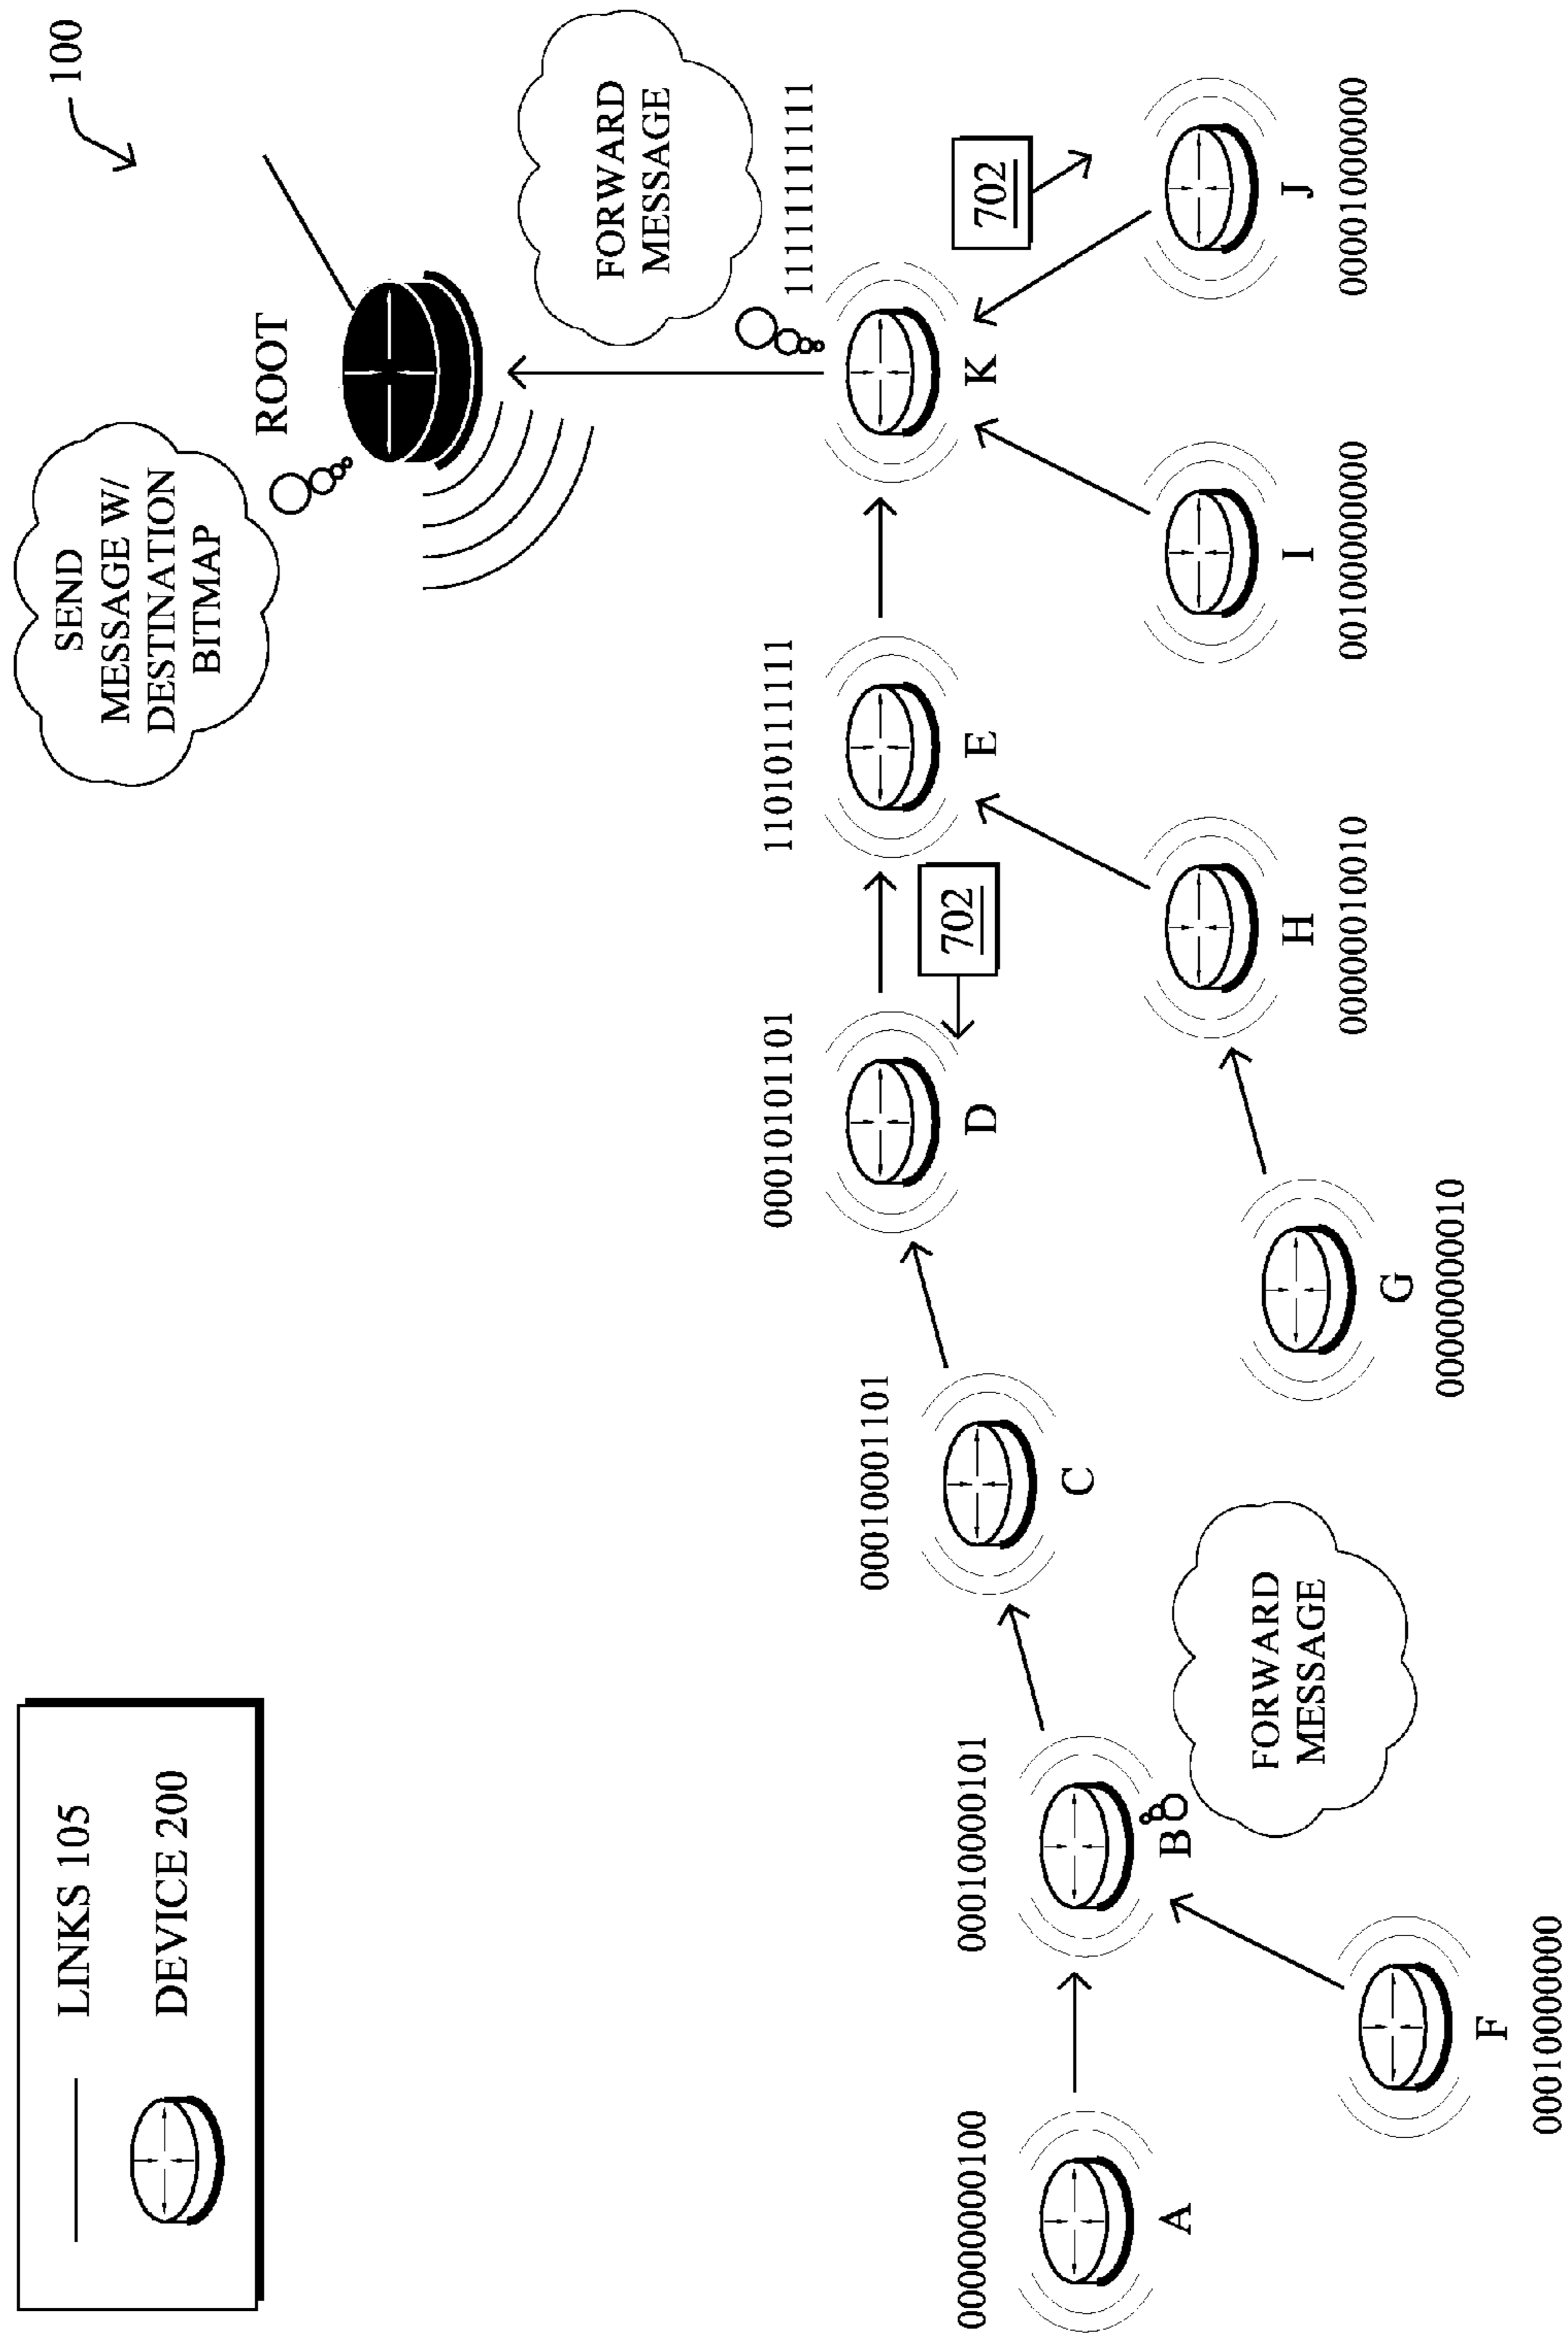 LINKS 105
DEVICE 200
SEND
MESSAGE W/
DESTINATION
BITMAP
100
ROOT
FORWARD
MESSAGE
11111111111
11010111111
00010101101
00010001101
00010000101
00000000100
A
B
C
D
E
K
702
702
FORWARD
MESSAGE
F
00010000000
G
00000000010
H
00000010010
I
00100000000
J
00001000000